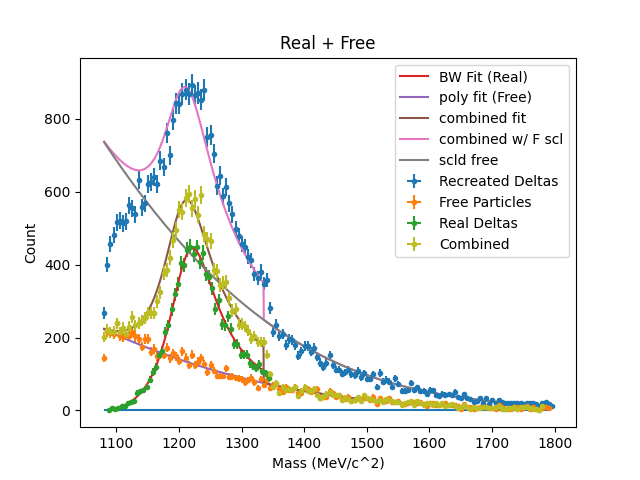 Real + Free
BW Fit (Real)
poly fit (Free)
combined fit
combined w/ F scl
scld free
Recreated Deltas
Free Particles
Real Deltas
Combined
Count
800
600
400
200
0
1100 1200 1300 1400 1500 1600 1700 1800
Mass (MeV/c^2)